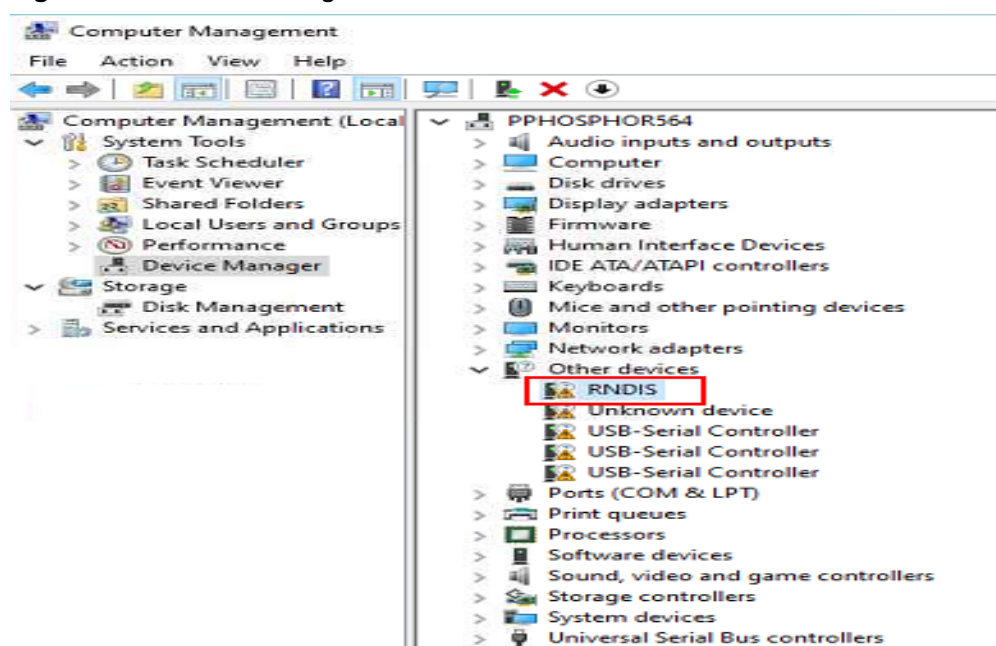 Computer Management
File Action View Help
Computer Management (Local
System Tools
Task Scheduler
Event Viewer
Shared Folders
Local Users and Groups
Performance
Device Manager
Storage
Disk Management
Services and Applications
PPHOSPHOR564
Audio inputs and outputs
Computer
Disk drives
Display adapters
Firmware
Human Interface Devices
IDE ATA/ATAPI controllers
Keyboards
Mice and other pointing devices
Monitors
Network adapters
Other devices
RNDIS
Unknown device
USB-Serial Controller
USB-Serial Controller
USB-Serial Controller
Ports (COM & LPT)
Print queues
Processors
Software devices
Sound, video and game controllers
Storage controllers
System devices
Universal Serial Bus controllers